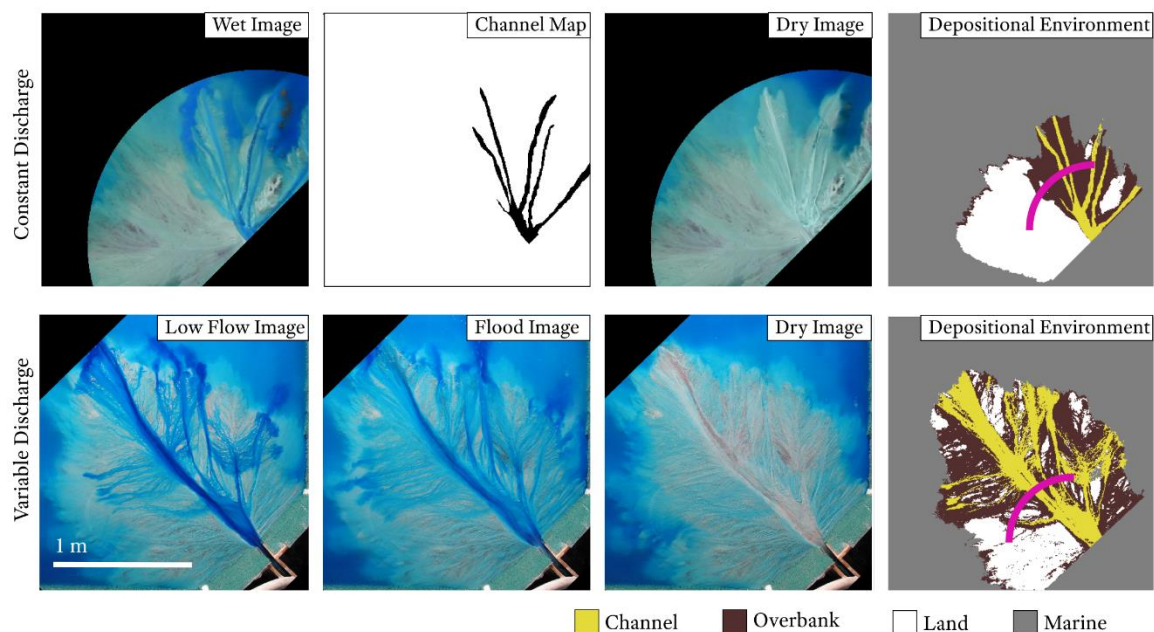 Constant Discharge
Wet Image
Channel Map
Dry Image
Depositional Environment
Variable Discharge
Low Flow Image
Flood Image
Dry Image
Depositional Environment
1 m
Channel
Overbank
Land
Marine